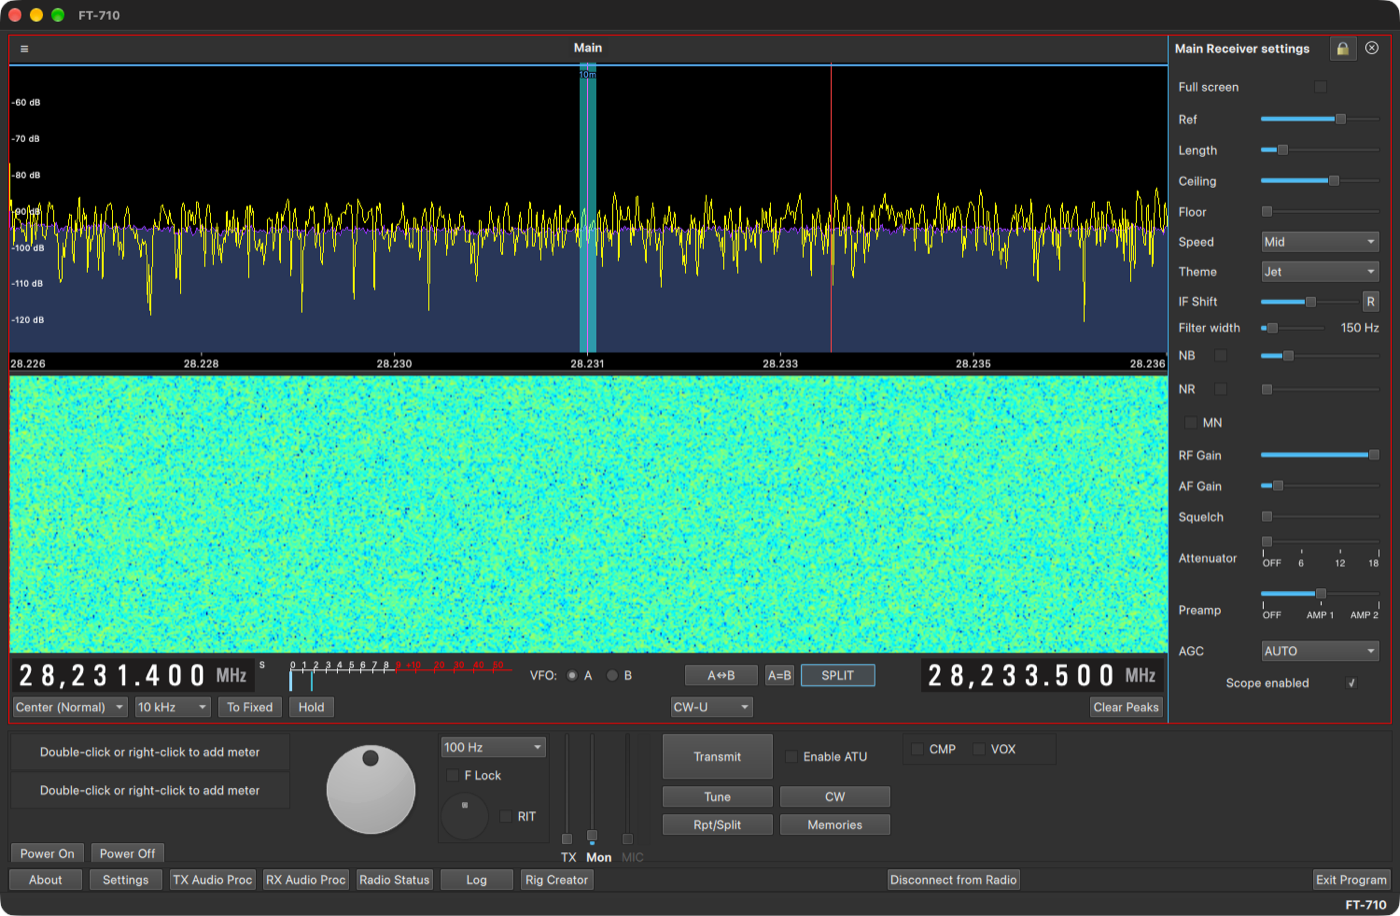 FT-710
Main
Main Receiver settings
10m
-60 dB
-70 dB
-80 dB
-90 dB
-100 dB
-110 dB
-120 dB
28.226 28.228 28.230 28.231 28.233 28.235 28.236
Full screen
Ref
Length
Ceiling
Floor
Speed Mid
Theme Jet
IF Shift R
Filter width 150 Hz
NB
NR
MN
RF Gain
AF Gain
Squelch
Attenuator
OFF 6 12 18
Preamp
OFF AMP 1 AMP 2
AGC AUTO
Scope enabled
28,231.400 MHz
S
0 1 2 3 4 5 6 7 8 9 +10 20 30 40 50
VFO: A B
A⇔B A=B SPLIT
28,233.500 MHz
Center (Normal) 10 kHz To Fixed Hold CW-U Clear Peaks
Double-click or right-click to add meter
Double-click or right-click to add meter
100 Hz
F Lock
RIT
TX Mon MIC
Transmit Enable ATU CMP VOX
Tune CW
Rpt/Split Memories
Power On Power Off
About Settings TX Audio Proc RX Audio Proc Radio Status Log Rig Creator Disconnect from Radio Exit Program
FT-710